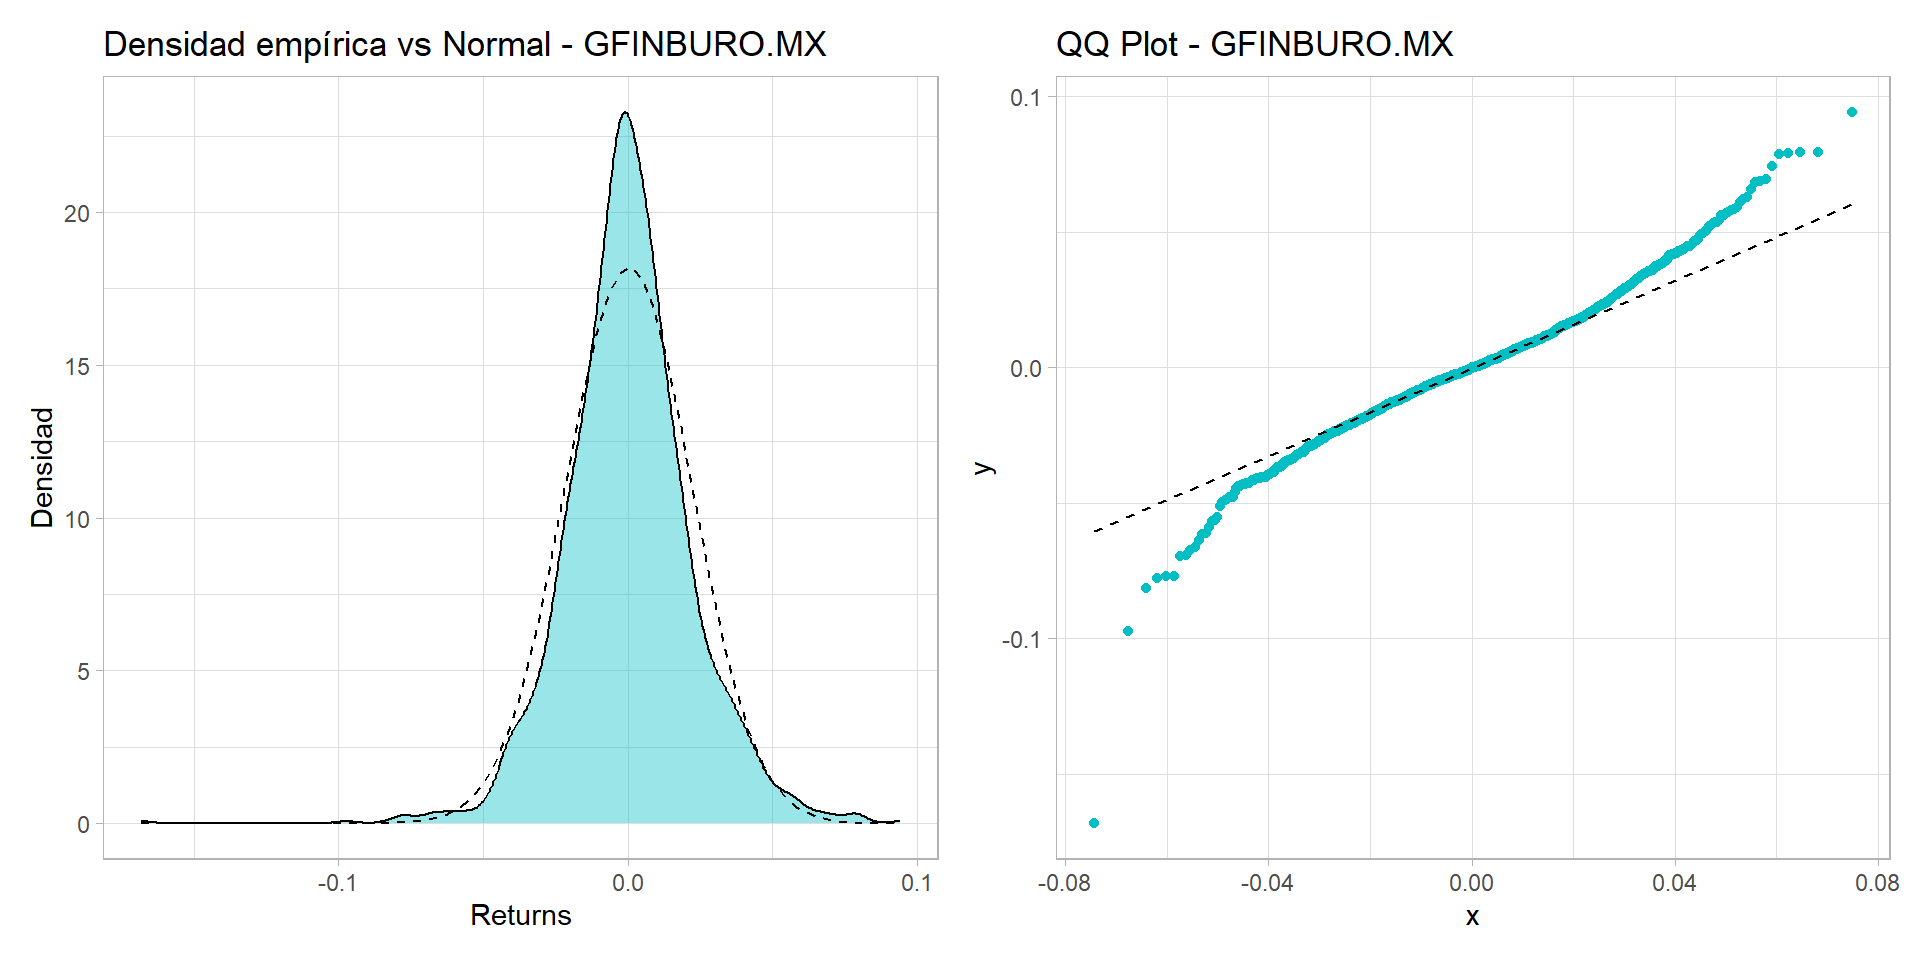 Densidad empírica vs Normal - GFINBURO.MX
Densidad
20
15
10
5
0
-0.1
0.0
0.1
Returns
QQ Plot - GFINBURO.MX
y
0.1
0.0
-0.1
-0.08
-0.04
0.00
0.04
0.08
x